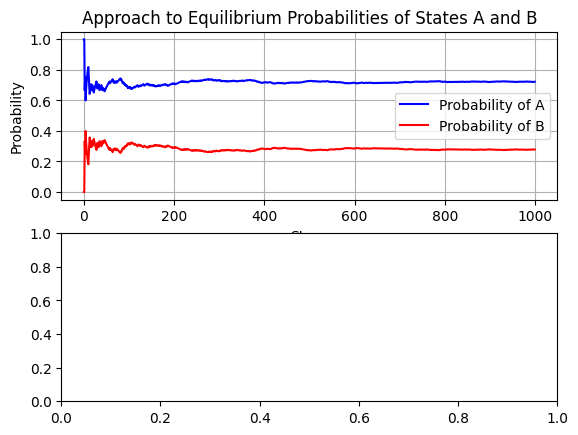 Approach to Equilibrium Probabilities of States A and B
1.0
0.8
0.6
0.4
0.2
0.0
Probability
Probability of A
Probability of B
0 200 400 600 800 1000
1.0
0.8
0.6
0.4
0.2
0.0
0.0 0.2 0.4 0.6 0.8 1.0